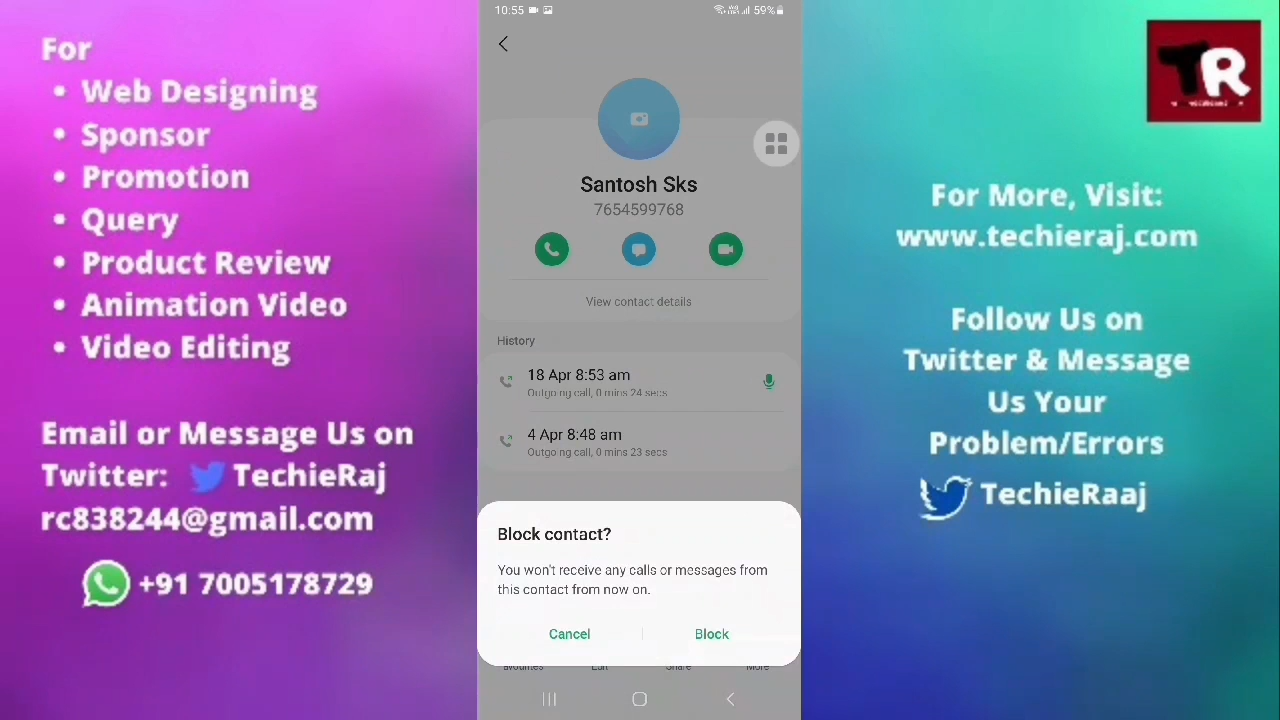 For
• Web Designing
• Sponsor
• Promotion
• Query
• Product Review
• Animation Video
• Video Editing
Email or Message Us on
Twitter: TechieRaj
rc838244@gmail.com
+91 7005178729
10:55
59%
Santosh Sks
7654599768
View contact details
History
18 Apr 8:53 am
Outgoing call, 0 mins 24 secs
4 Apr 8:48 am
Outgoing call, 0 mins 23 secs
Block contact?
You won't receive any calls or messages from
this contact from now on.
Cancel
Block
Edit
Share
More
TR
For More, Visit:
www.techieraj.com
Follow Us on
Twitter & Message
Us Your
Problem/Errors
TechieRaaj